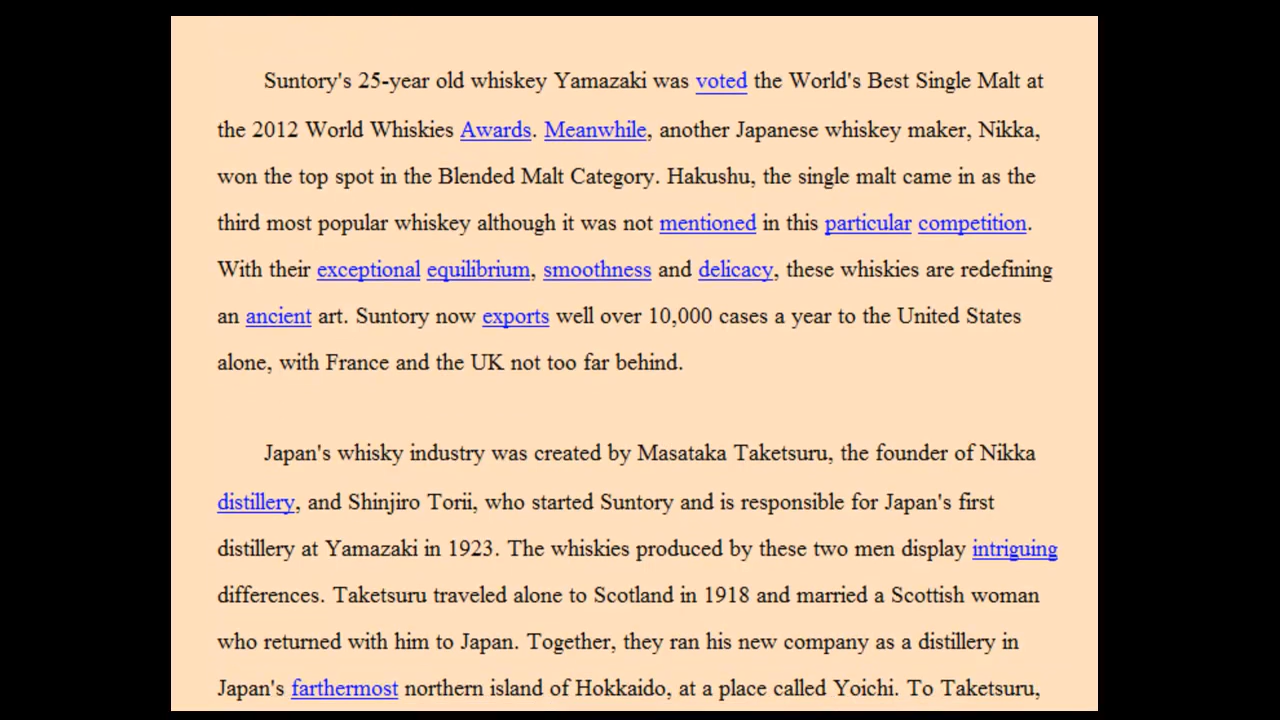 Suntory's 25-year old whiskey Yamazaki was voted the World's Best Single Malt at
the 2012 World Whiskies Awards. Meanwhile, another Japanese whiskey maker, Nikka,
won the top spot in the Blended Malt Category. Hakushu, the single malt came in as the
third most popular whiskey although it was not mentioned in this particular competition.
With their exceptional equilibrium, smoothness and delicacy, these whiskies are redefining
an ancient art. Suntory now exports well over 10,000 cases a year to the United States
alone, with France and the UK not too far behind.
Japan's whisky industry was created by Masataka Taketsuru, the founder of Nikka
distillery, and Shinjiro Torii, who started Suntory and is responsible for Japan's first
distillery at Yamazaki in 1923. The whiskies produced by these two men display intriguing
differences. Taketsuru traveled alone to Scotland in 1918 and married a Scottish woman
who returned with him to Japan. Together, they ran his new company as a distillery in
Japan's farthermost northern island of Hokkaido, at a place called Yoichi. To Taketsuru,